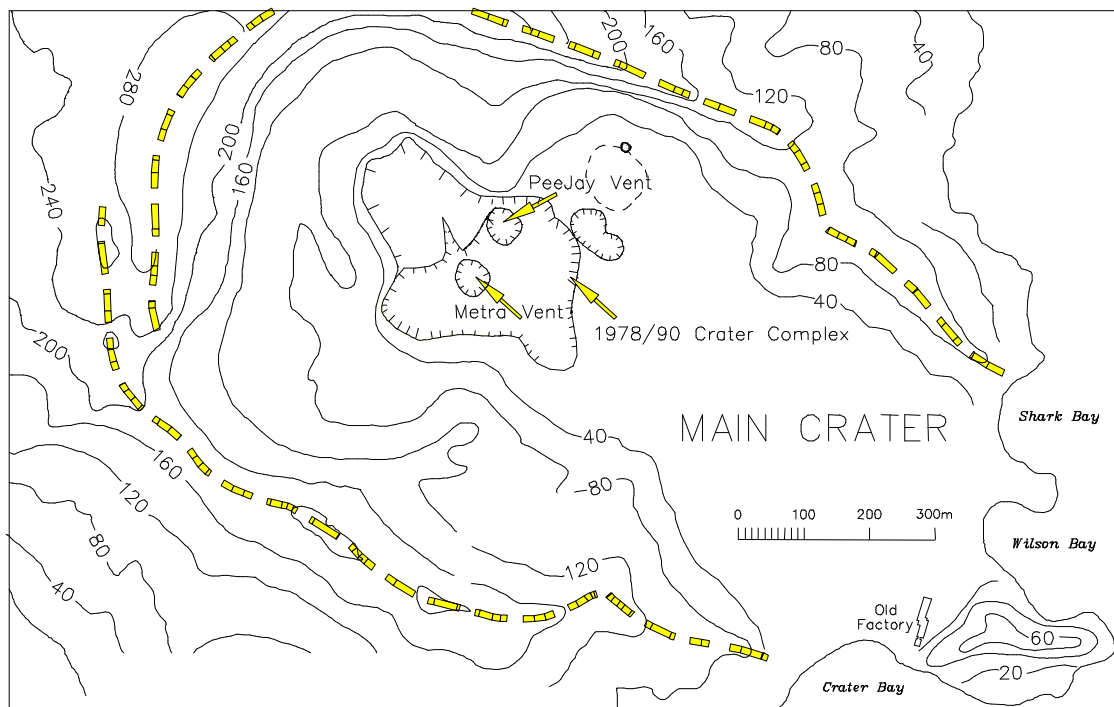 200
160
80
40
280
120
200
160
PeeJay Vent
240
80
40
Metra Vent
1978/90 Crater Complex
200
Shark Bay
MAIN CRATER
40
160
-80
0 100 200 300m
120
Wilson Bay
80
120
40
Old
Factory
60
20
Crater Bay